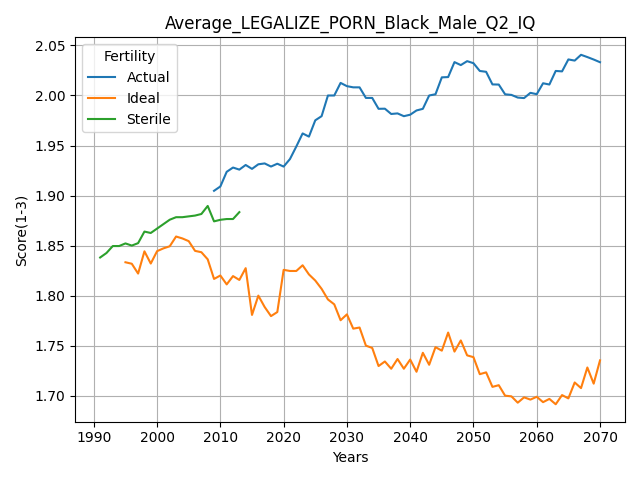 Average_LEGALIZE_PORN_Black_Male_Q2_IQ
Fertility
Actual
Ideal
Sterile
Score(1-3)
2.05
2.00
1.95
1.90
1.85
1.80
1.75
1.70
1990 2000 2010 2020 2030 2040 2050 2060 2070
Years